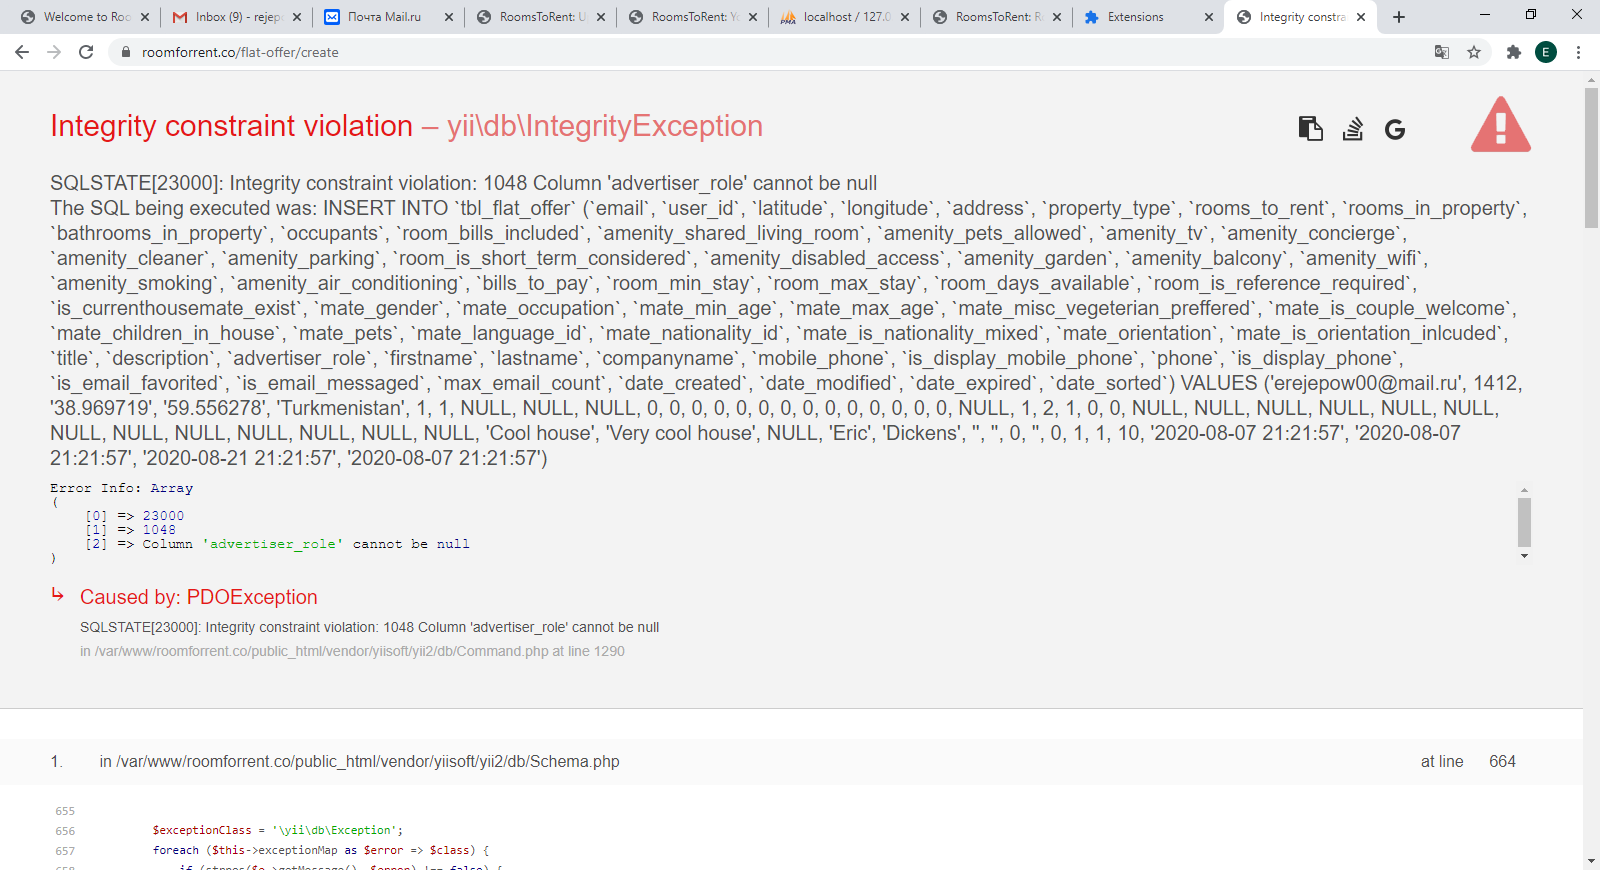 Welcome to Roo
Inbox (9) - rejep
Почта Mail.ru
RoomsToRent: U
RoomsToRent: Yo
localhost / 127.0
RoomsToRent: R
Extensions
Integrity constra
roomforrent.co/flat-offer/create
E
Integrity constraint violation – yii\db\IntegrityException
SQLSTATE[23000]: Integrity constraint violation: 1048 Column 'advertiser_role' cannot be null
The SQL being executed was: INSERT INTO `tbl_flat_offer` (`email`, `user_id`, `latitude`, `longitude`, `address`, `property_type`, `rooms_to_rent`, `rooms_in_property`,
`bathrooms_in_property`, `occupants`, `room_bills_included`, `amenity_shared_living_room`, `amenity_pets_allowed`, `amenity_tv`, `amenity_concierge`,
`amenity_cleaner`, `amenity_parking`, `room_is_short_term_considered`, `amenity_disabled_access`, `amenity_garden`, `amenity_balcony`, `amenity_wifi`,
`amenity_smoking`, `amenity_air_conditioning`, `bills_to_pay`, `room_min_stay`, `room_max_stay`, `room_days_available`, `room_is_reference_required`,
`is_currenthousemate_exist`, `mate_gender`, `mate_occupation`, `mate_min_age`, `mate_max_age`, `mate_misc_vegeterian_preffered`, `mate_is_couple_welcome`,
`mate_children_in_house`, `mate_pets`, `mate_language_id`, `mate_nationality_id`, `mate_is_nationality_mixed`, `mate_orientation`, `mate_is_orientation_inlcuded`,
`title`, `description`, `advertiser_role`, `firstname`, `lastname`, `companyname`, `mobile_phone`, `is_display_mobile_phone`, `phone`, `is_display_phone`,
`is_email_favorited`, `is_email_messaged`, `max_email_count`, `date_created`, `date_modified`, `date_expired`, `date_sorted`) VALUES ('erejepow00@mail.ru', 1412,
'38.969719', '59.556278', 'Turkmenistan', 1, 1, NULL, NULL, NULL, 0, 0, 0, 0, 0, 0, 0, 0, 0, 0, 0, 0, 0, 0, NULL, 1, 2, 1, 0, 0, NULL, NULL, NULL, NULL, NULL, NULL,
NULL, NULL, NULL, NULL, NULL, NULL, NULL, 'Cool house', 'Very cool house', NULL, 'Eric', 'Dickens', '', '', 0, '', 0, 1, 1, 10, '2020-08-07 21:21:57', '2020-08-07
21:21:57', '2020-08-21 21:21:57', '2020-08-07 21:21:57')
Error Info: Array
(
[0] => 23000
[1] => 1048
[2] => Column 'advertiser_role' cannot be null
)
Caused by: PDOException
SQLSTATE[23000]: Integrity constraint violation: 1048 Column 'advertiser_role' cannot be null
in /var/www/roomforrent.co/public_html/vendor/yiisoft/yii2/db/Command.php at line 1290
1. in /var/www/roomforrent.co/public_html/vendor/yiisoft/yii2/db/Schema.php at line 664
655
656 $exceptionClass = '\yii\db\Exception';
657 foreach ($this->exceptionMap as $error => $class) {
658 if (strpos($e->getMessage(), $error) !== false) {